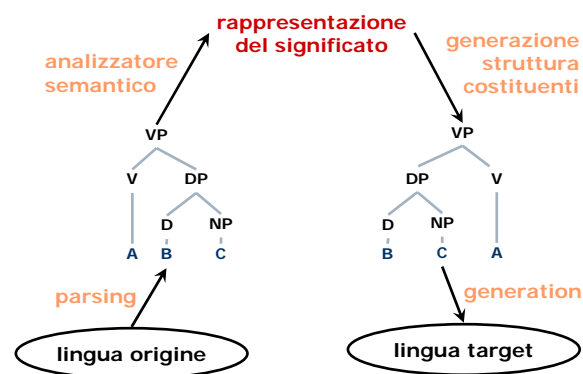 rappresentazione
del significato
analizzatore
semantico
generazione
struttura
costituenti
VP
VP
V
DP
DP
V
D
NP
D
NP
A
B
C
B
C
A
parsing
generation
lingua origine
lingua target